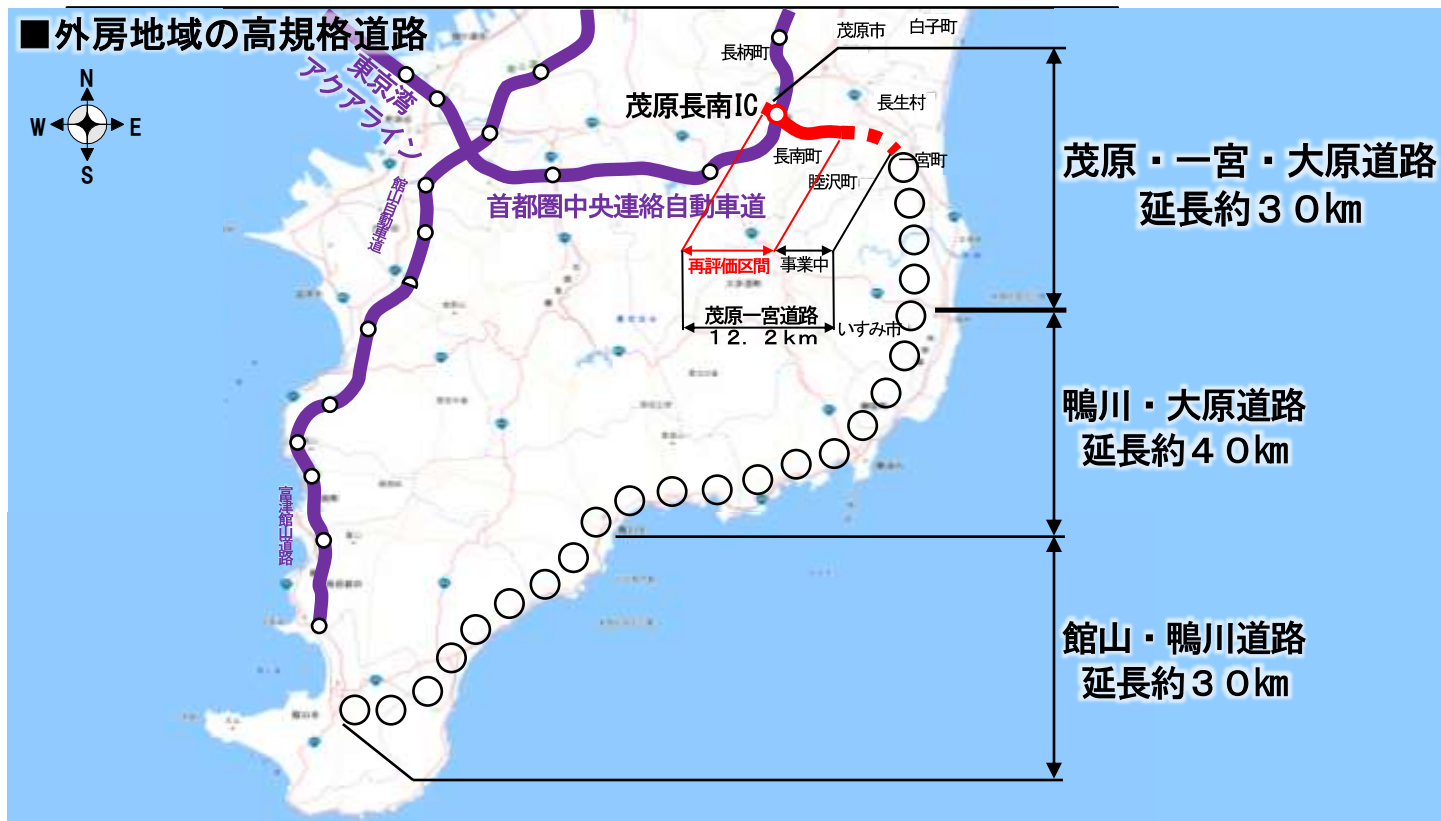 ■外房地域の高規格道路
N
W
E
S
東京湾
アクアライン
館山自動車道
富津館山道路
首都圏中央連絡自動車道
茂原長南IC
茂原市
白子町
長柄町
長生村
長南町
一宮町
睦沢町
再評価区間
事業中
茂原一宮道路
12.2km
いすみ市
茂原・一宮・大原道路
延長約30㎞
鴨川・大原道路
延長約40㎞
館山・鴨川道路
延長約30㎞